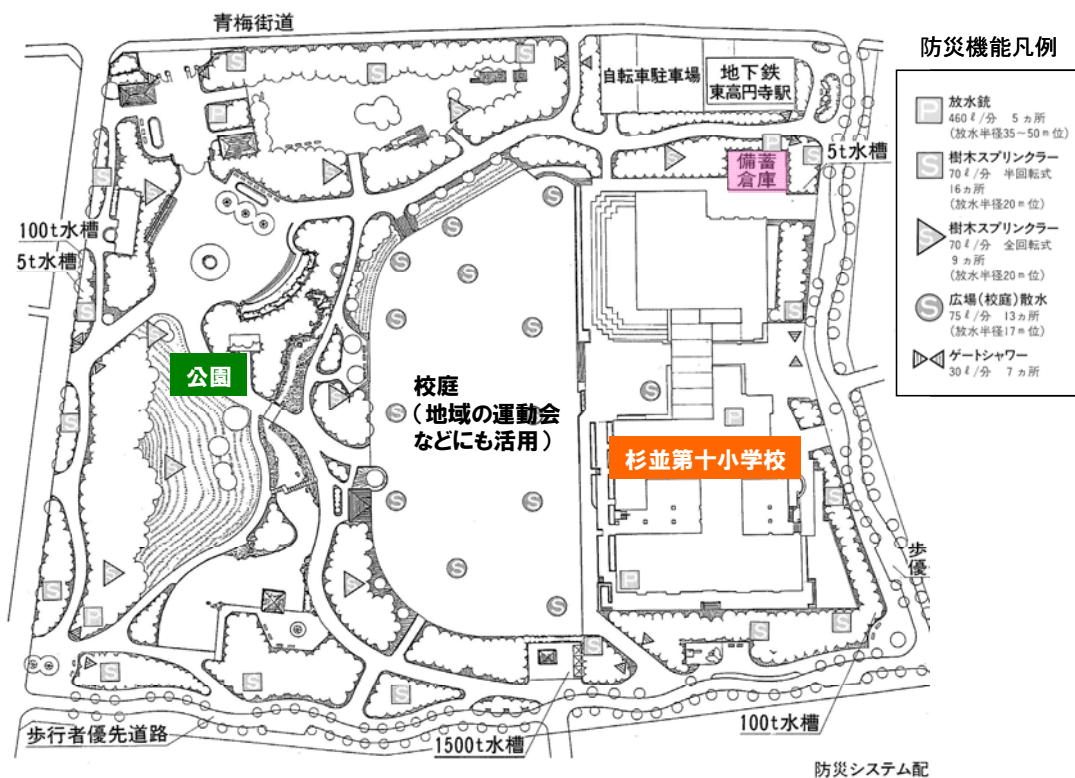 青梅街道
防災機能凡例
自転車駐車場
地下鉄
東高円寺駅
P 放水銃
460ℓ/分 5ヵ所
(放水半径35～50m位)
S 樹木スプリンクラー
70ℓ/分 半回転式
16ヵ所
(放水半径20m位)
S 樹木スプリンクラー
70ℓ/分 全回転式
9ヵ所
(放水半径20m位)
S 広場(校庭)散水
75ℓ/分 13ヵ所
(放水半径17m位)
ゲートシャワー
30ℓ/分 7ヵ所
5t水槽
備蓄
倉庫
100t水槽
5t水槽
公園
校庭
(地域の運動会
などにも活用)
杉並第十小学校
歩
優
歩行者優先道路
1500t水槽
100t水槽
防災システム配